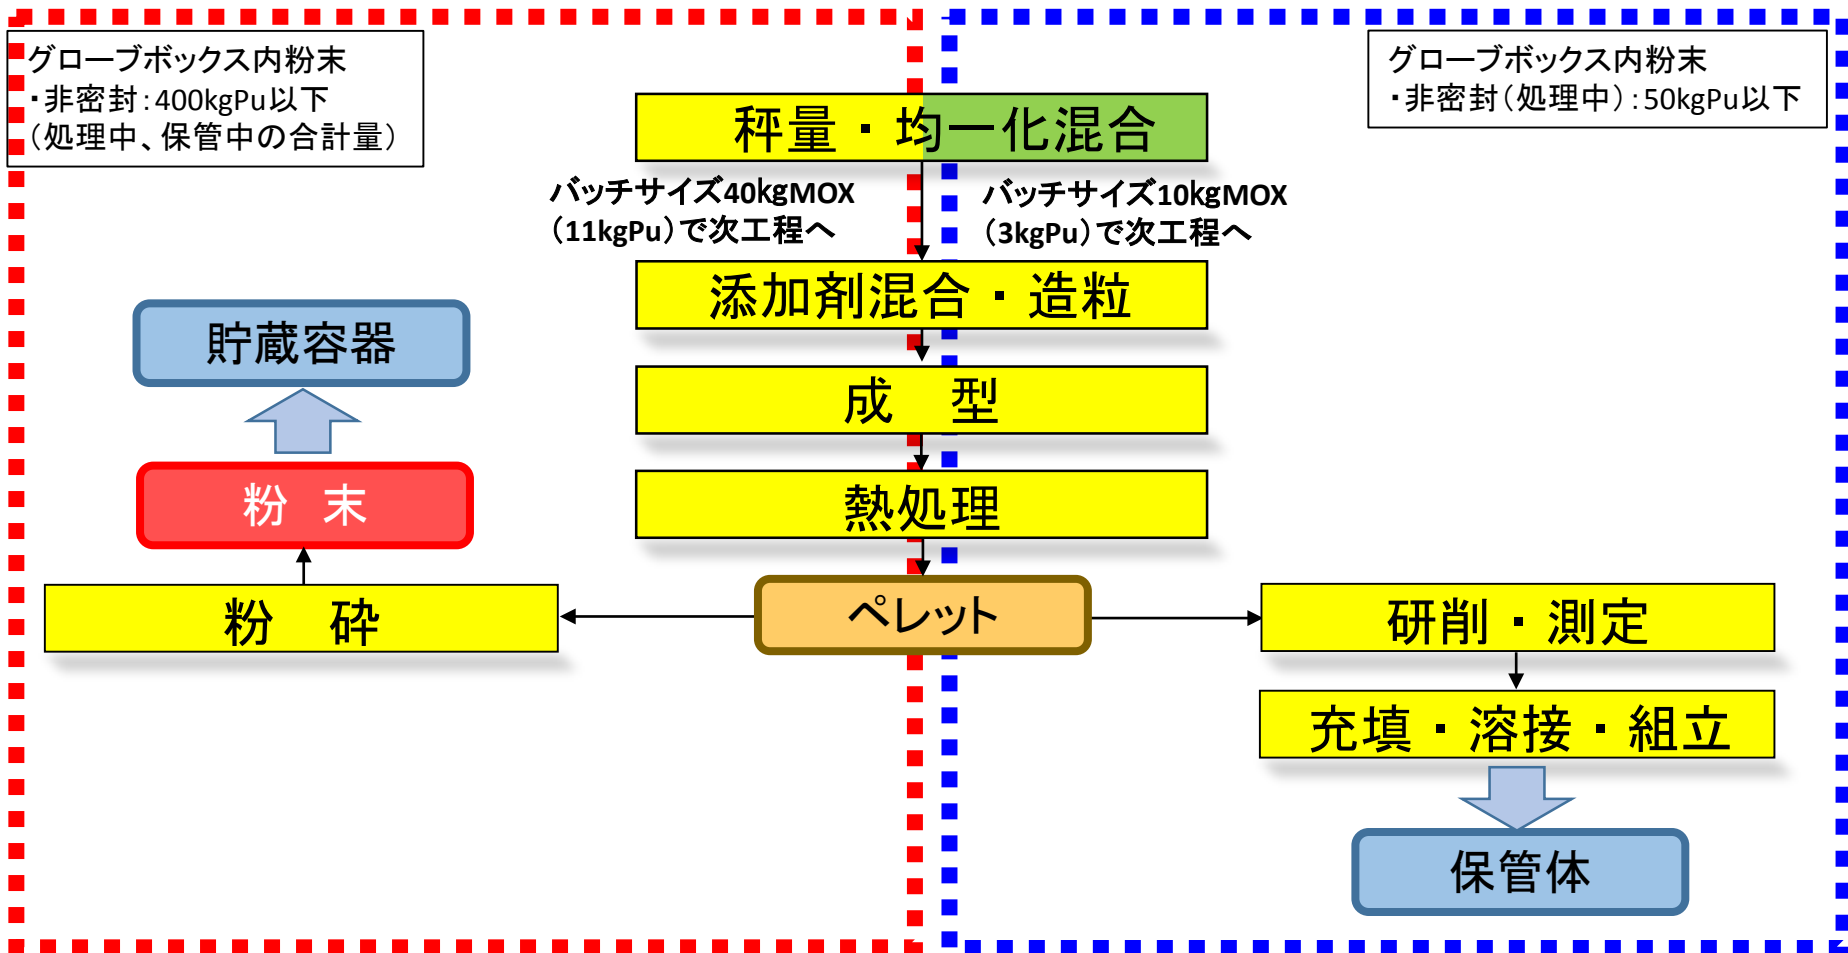 グローブボックス内粉末
・非密封：400kgPu以下
（処理中、保管中の合計量）
グローブボックス内粉末
・非密封（処理中）：50kgPu以下
秤量・均一化混合
バッチサイズ40kgMOX
（11kgPu）で次工程へ
バッチサイズ10kgMOX
（3kgPu）で次工程へ
添加剤混合・造粒
貯蔵容器
成　型
粉　末
熱処理
ペレット
粉　砕
研削・測定
充填・溶接・組立
保管体